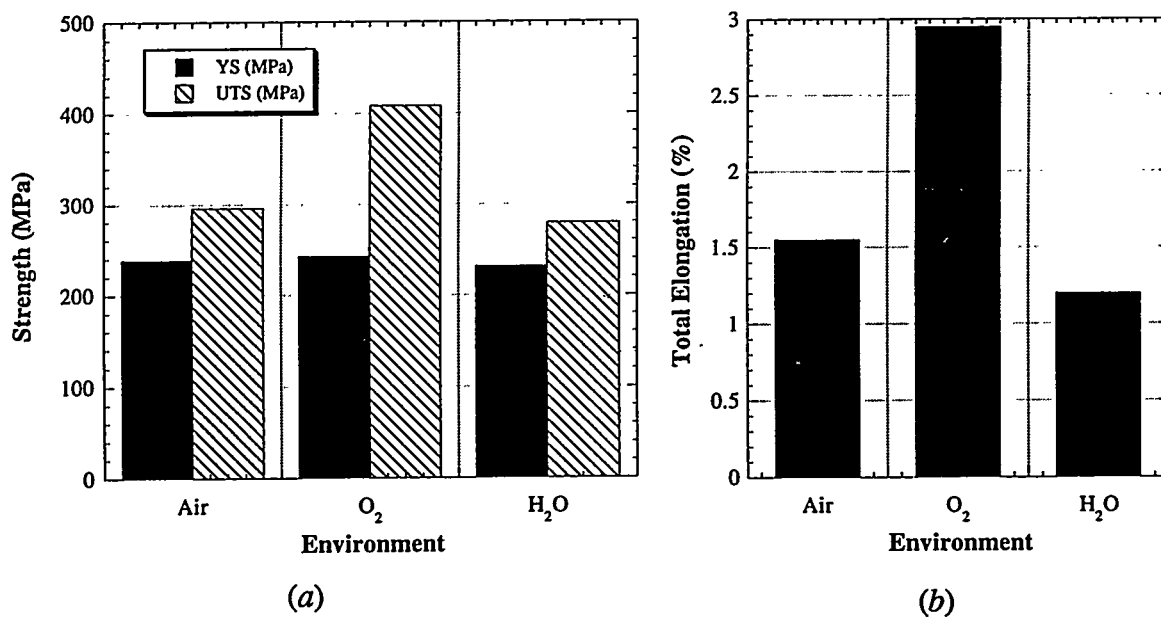 500
400
300
200
100
0
Strength (MPa)
YS (MPa)
UTS (MPa)
Air
O₂
H₂O
Environment
(a)
3
2.5
2
1.5
1
0.5
0
Total Elongation (%)
Air
O₂
H₂O
Environment
(b)